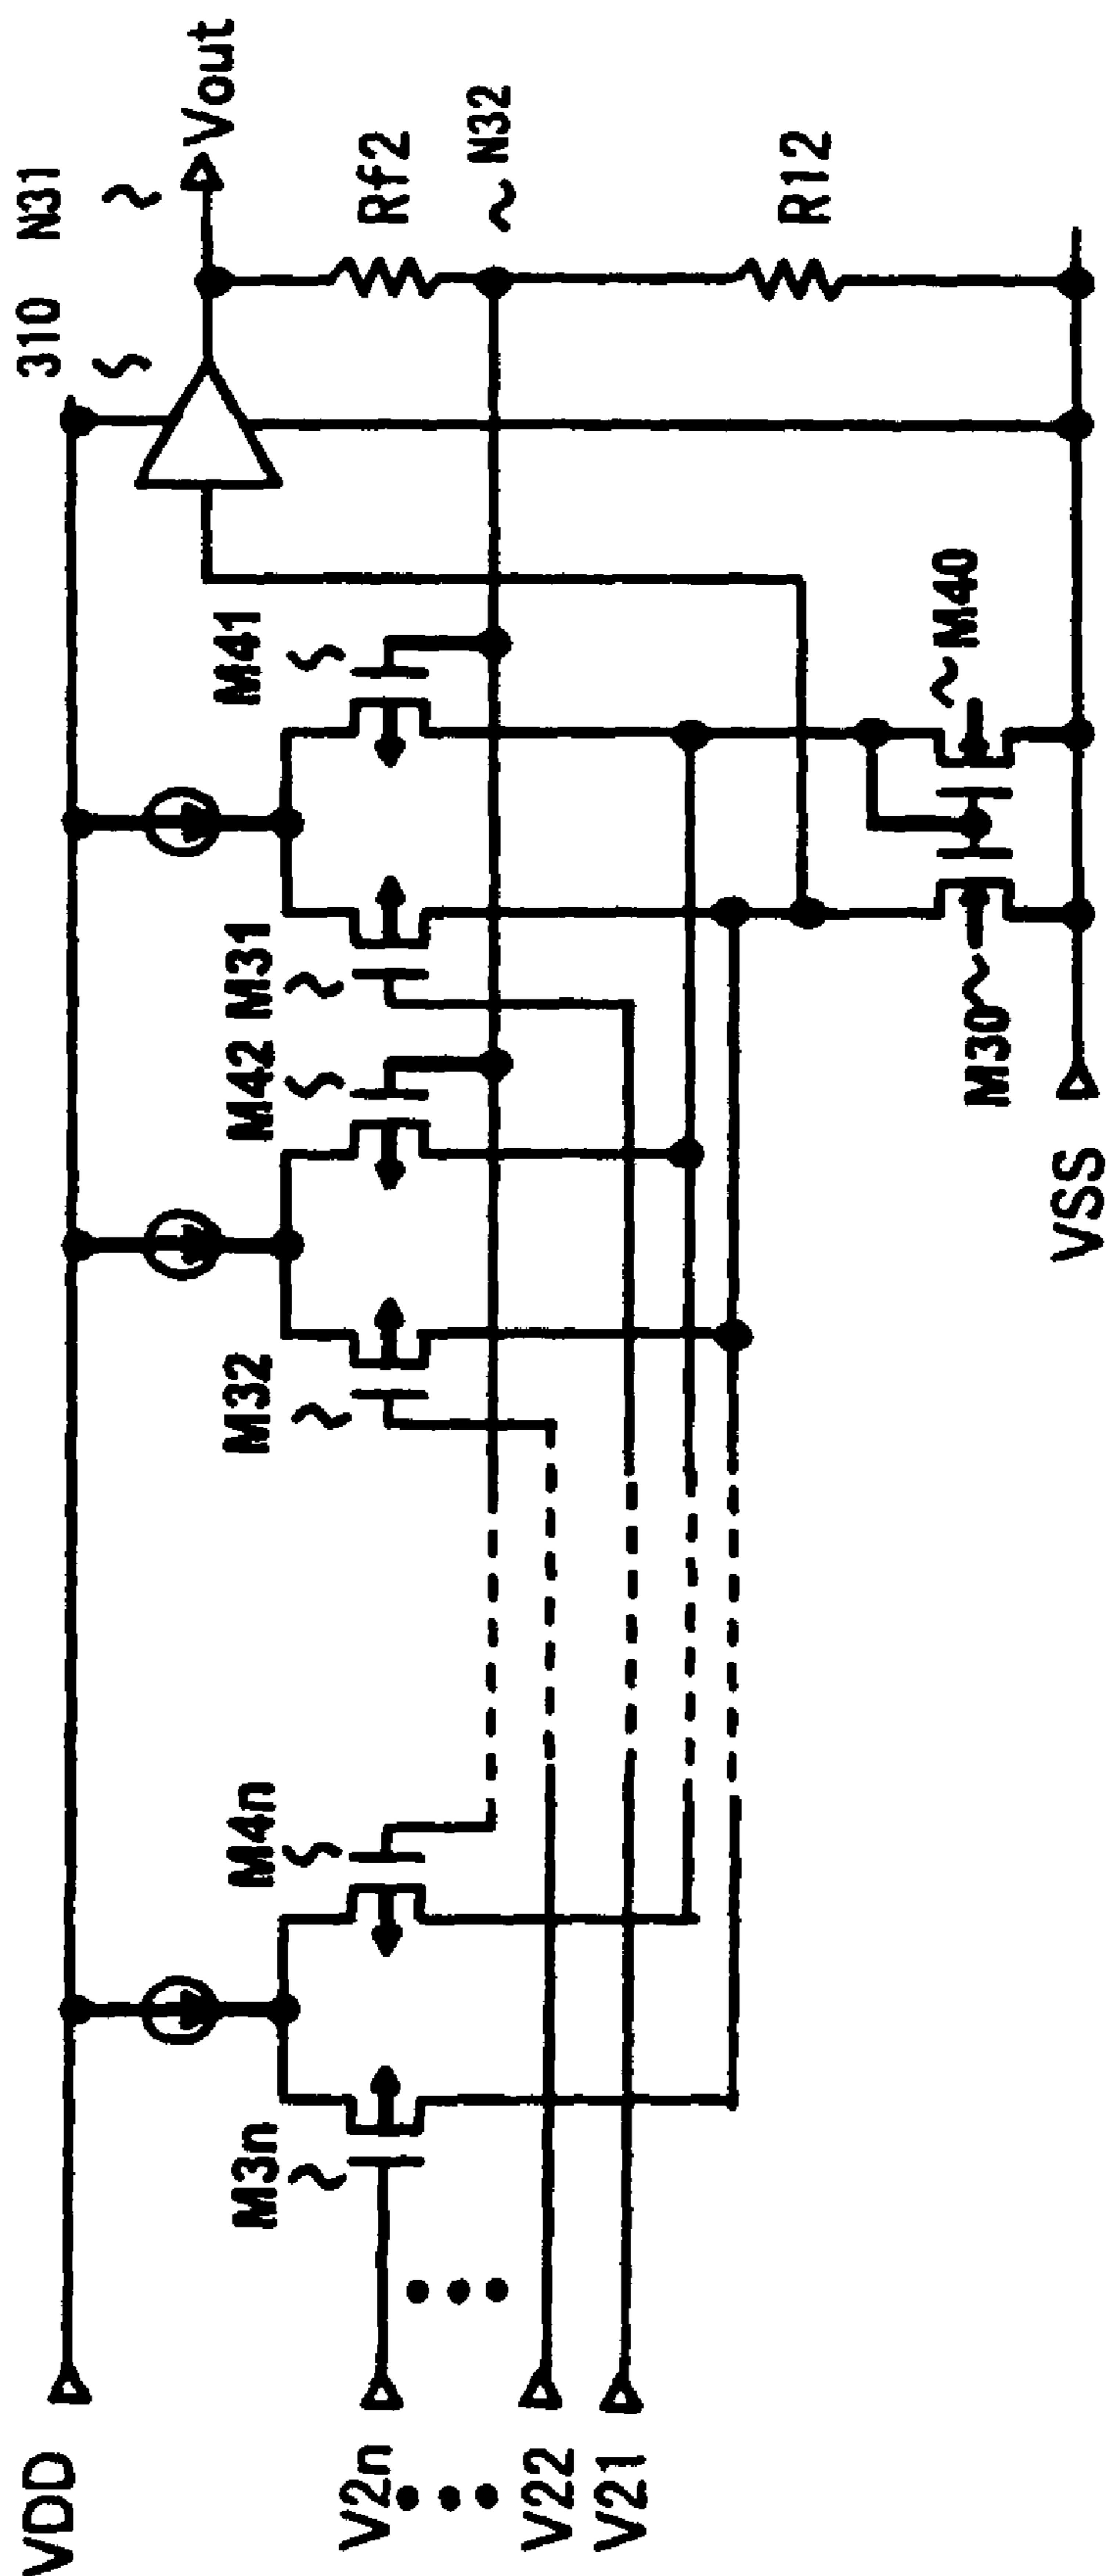 310 N31
Vout
Rf2
N32
R12
M41
M31
M42
M32
M4n
M3n
M40
M30
VDD
V2n
V22
V21
VSS